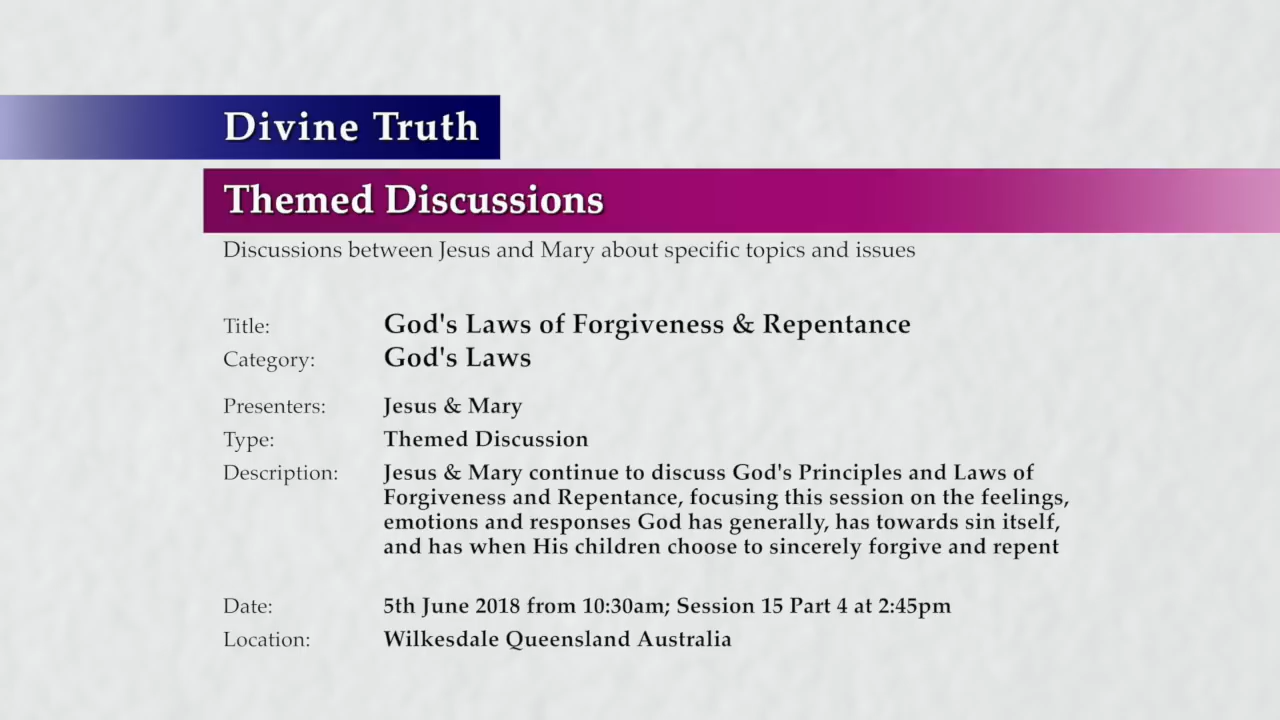 Divine Truth
Themed Discussions
Discussions between Jesus and Mary about specific topics and issues
Title: God's Laws of Forgiveness & Repentance
Category: God's Laws
Presenters: Jesus & Mary
Type: Themed Discussion
Description: Jesus & Mary continue to discuss God's Principles and Laws of
Forgiveness and Repentance, focusing this session on the feelings,
emotions and responses God has generally, has towards sin itself,
and has when His children choose to sincerely forgive and repent
Date: 5th June 2018 from 10:30am; Session 15 Part 4 at 2:45pm
Location: Wilkesdale Queensland Australia